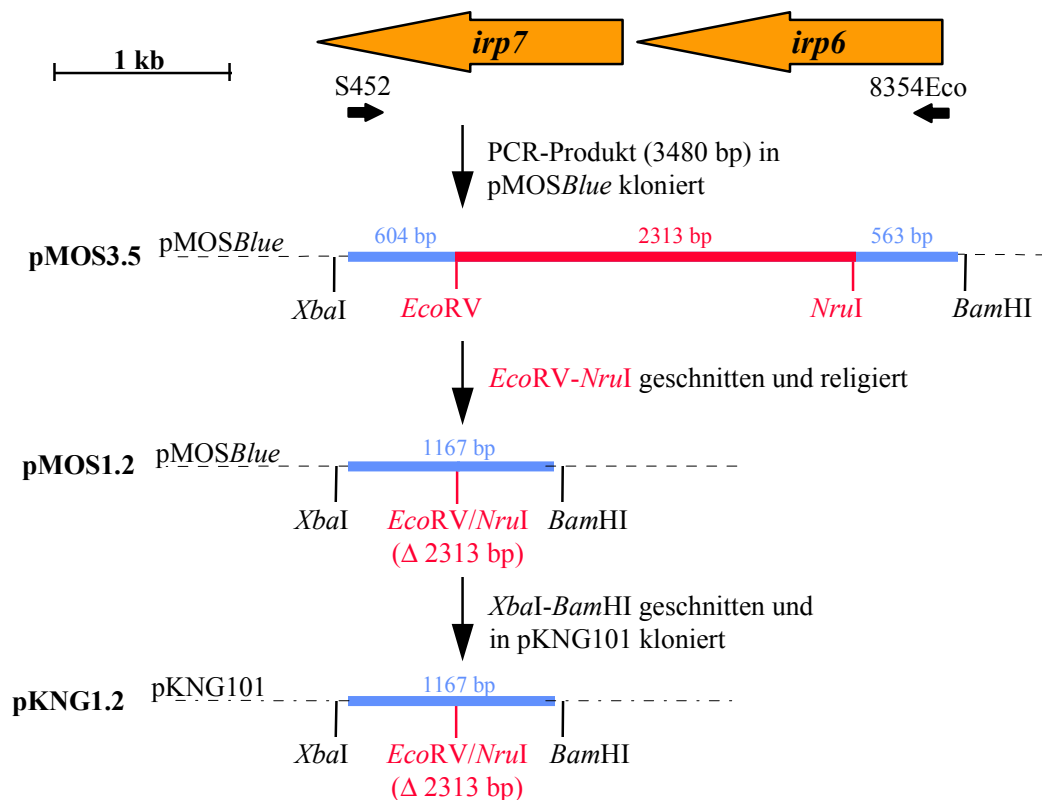 irp7
irp6
1 kb
S452
8354Eco
PCR-Produkt (3480 bp) in
pMOSBlue kloniert
pMOS3.5
pMOSBlue
604 bp
2313 bp
563 bp
XbaI
EcoRV
NruI
BamHI
EcoRV-NruI geschnitten und religiert
pMOS1.2
pMOSBlue
1167 bp
XbaI
EcoRV/NruI
BamHI
(Δ 2313 bp)
XbaI-BamHI geschnitten und
in pKNG101 kloniert
pKNG1.2
pKNG101
1167 bp
XbaI
EcoRV/NruI
BamHI
(Δ 2313 bp)